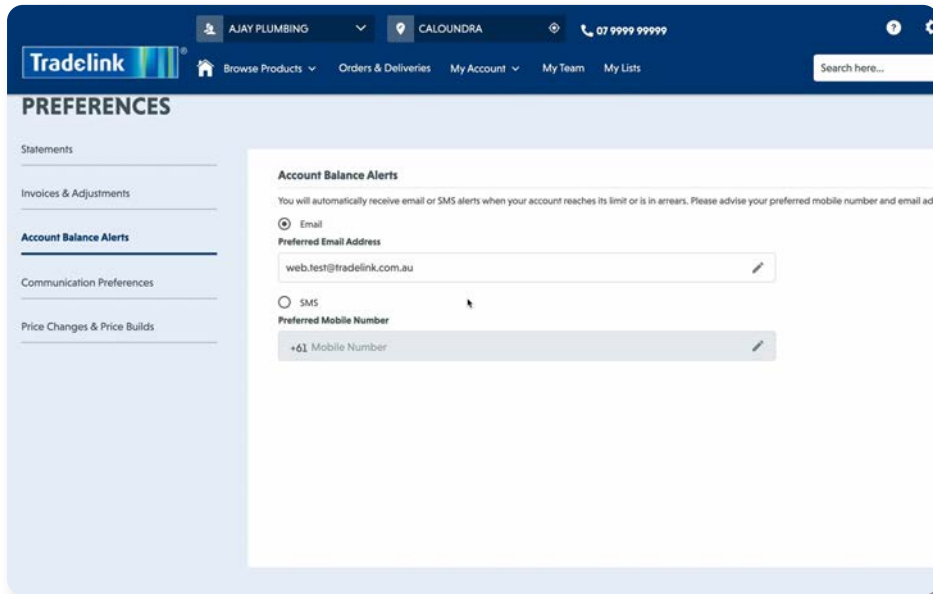 AJAY PLUMBING
CALOUNDRA
07 9999 99999
?
Tradelink®
Browse Products
Orders & Deliveries
My Account
My Team
My Lists
Search here...
PREFERENCES
Statements
Invoices & Adjustments
Account Balance Alerts
Communication Preferences
Price Changes & Price Builds
Account Balance Alerts
You will automatically receive email or SMS alerts when your account reaches its limit or is in arrears. Please advise your preferred mobile number and email ad
Email
Preferred Email Address
web.test@tradelink.com.au
SMS
Preferred Mobile Number
+61 Mobile Number